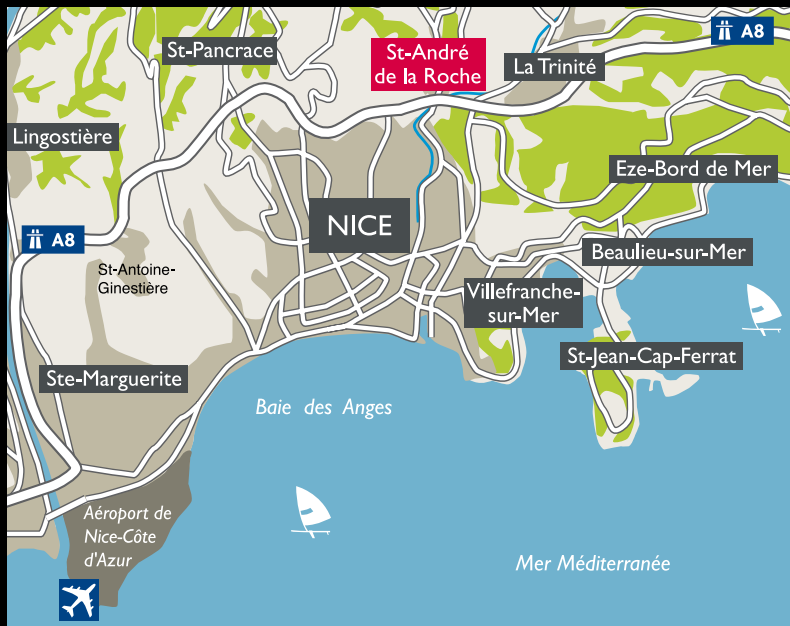 A8
St-Pancrace
St-André
de la Roche
La Trinité
Lingostière
Eze-Bord de Mer
NICE
A8
Beaulieu-sur-Mer
St-Antoine-
Ginestière
Villefranche-
sur-Mer
St-Jean-Cap-Ferrat
Ste-Marguerite
Baie des Anges
Aéroport de
Nice-Côte
d'Azur
Mer Méditerranée